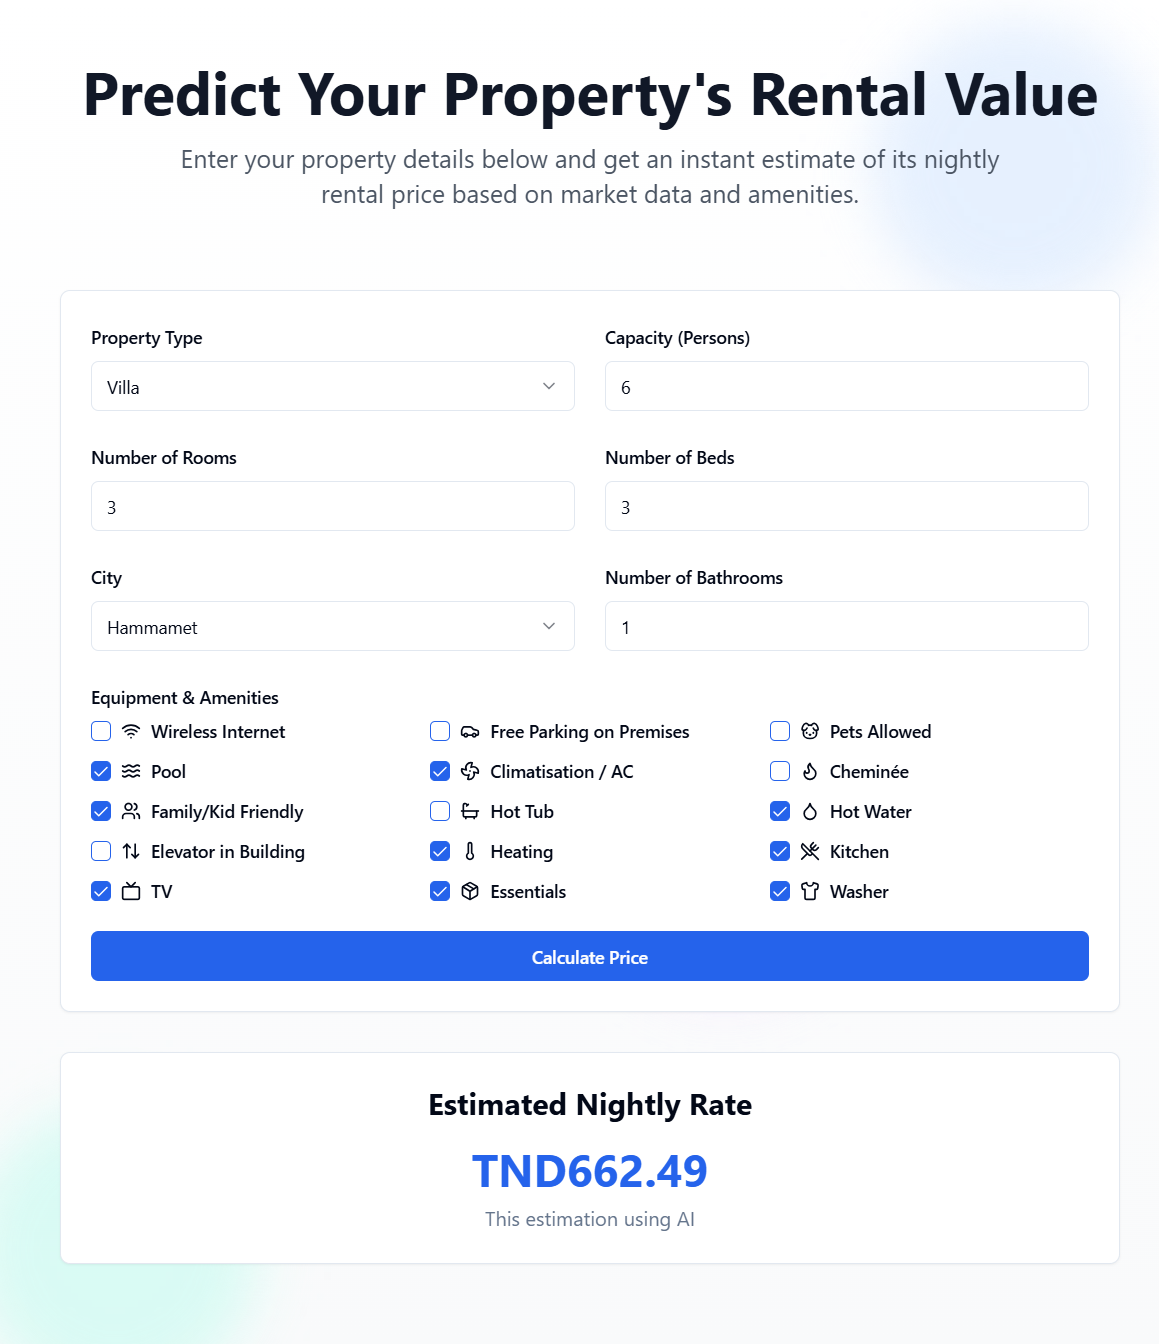 Predict Your Property's Rental Value
Enter your property details below and get an instant estimate of its nightly
rental price based on market data and amenities.
Property Type
Capacity (Persons)
Villa
6
Number of Rooms
Number of Beds
3
3
City
Number of Bathrooms
Hammamet
1
Equipment & Amenities
Wireless Internet
Free Parking on Premises
Pets Allowed
Pool
Climatisation / AC
Cheminée
Family/Kid Friendly
Hot Tub
Hot Water
Elevator in Building
Heating
Kitchen
TV
Essentials
Washer
Calculate Price
Estimated Nightly Rate
TND662.49
This estimation using AI